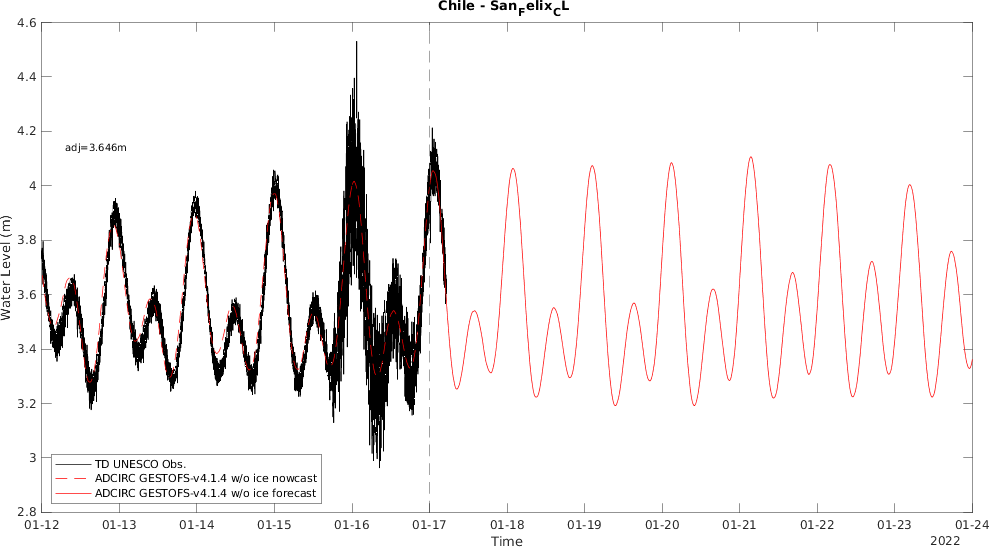 Chile - SanFelixCL
4.6
4.4
4.2
4
3.8
3.6
3.4
3.2
3
2.8
Water Level (m)
adj=3.646m
TD UNESCO Obs.
ADCIRC GESTOFS-v4.1.4 w/o ice nowcast
ADCIRC GESTOFS-v4.1.4 w/o ice forecast
01-12 01-13 01-14 01-15 01-16 01-17 01-18 01-19 01-20 01-21 01-22 01-23 01-24
Time
2022